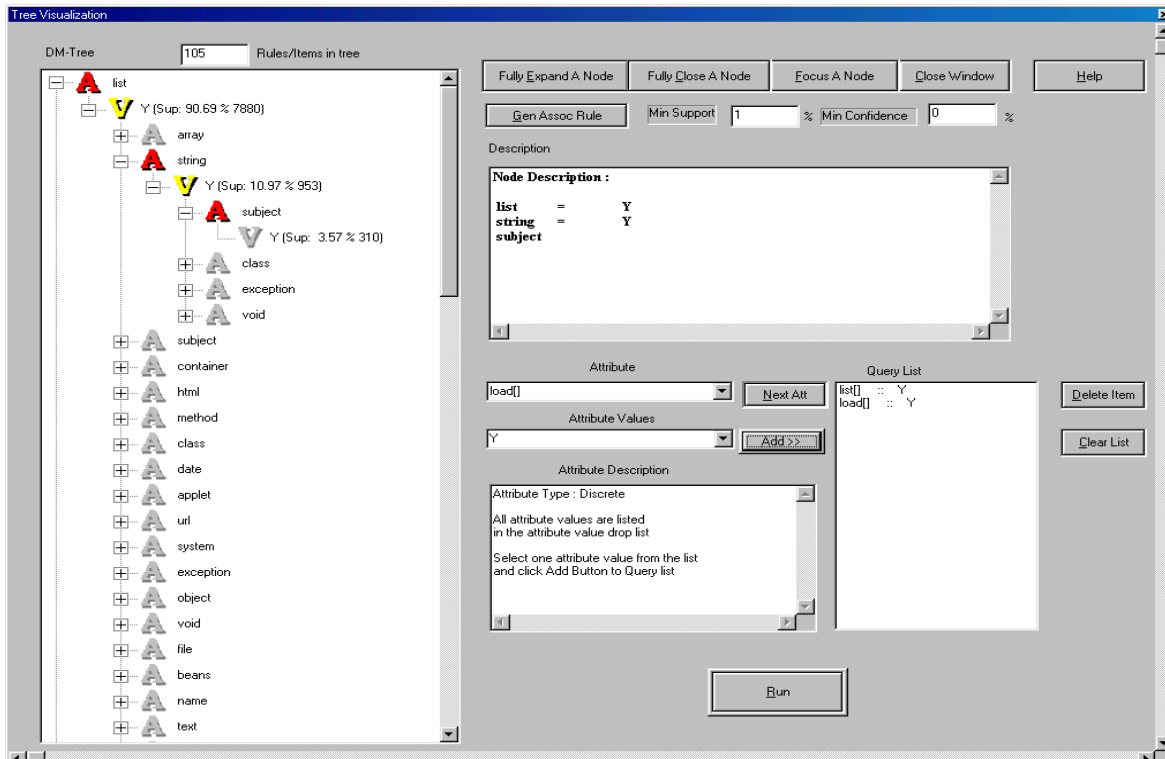 Tree Visualization
DM-Tree
105
Rules/Items in tree
list
Y (Sup: 90.69 % 7880)
array
string
Y (Sup: 10.97 % 953)
subject
Y (Sup: 3.57 % 310)
class
exception
void
subject
container
html
method
class
date
applet
url
system
exception
object
void
file
beans
name
text
Fully Expand A Node
Fully Close A Node
Focus A Node
Close Window
Help
Gen Assoc Rule
Min Support
1
%
Min Confidence
0
%
Description
Node Description :
list = Y
string = Y
subject
Attribute
load[]
Next Att
Attribute Values
Y
Add >>
Attribute Description
Attribute Type : Discrete
All attribute values are listed
in the attribute value drop list
Select one attribute value from the list
and click Add Button to Query list
Query List
list[] :: Y
load[] :: Y
Delete Item
Clear List
Run